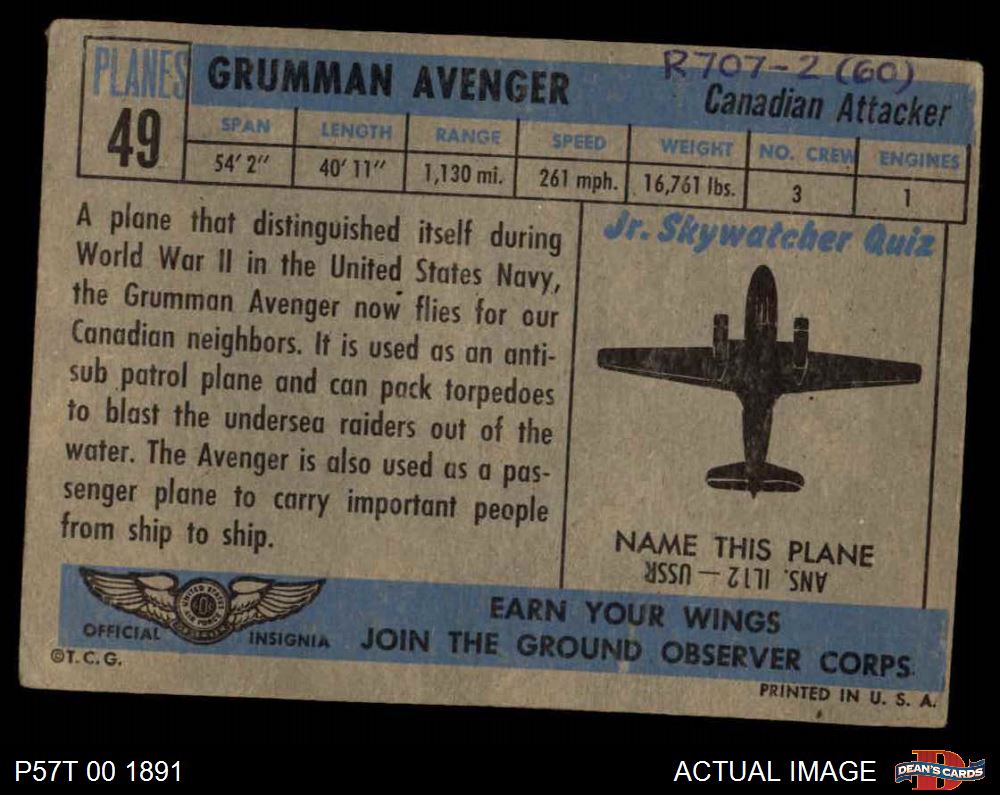 PLANES
49
GRUMMAN AVENGER
R707-2 (60)
Canadian Attacker
SPAN LENGTH RANGE SPEED WEIGHT NO. CREW ENGINES
54' 2" 40' 11" 1,130 mi. 261 mph. 16,761 lbs. 3 1
A plane that distinguished itself during
World War II in the United States Navy,
the Grumman Avenger now flies for our
Canadian neighbors. It is used as an anti-
sub patrol plane and can pack torpedoes
to blast the undersea raiders out of the
water. The Avenger is also used as a pas-
senger plane to carry important people
from ship to ship.
Jr. Skywatcher Quiz
NAME THIS PLANE
ANS. IL12 — USSR
UNITED STATES
AIR FORCE
OFFICIAL INSIGNIA
EARN YOUR WINGS
JOIN THE GROUND OBSERVER CORPS.
©T.C.G.
PRINTED IN U. S. A.
P57T 00 1891
ACTUAL IMAGE
DEAN'S CARDS